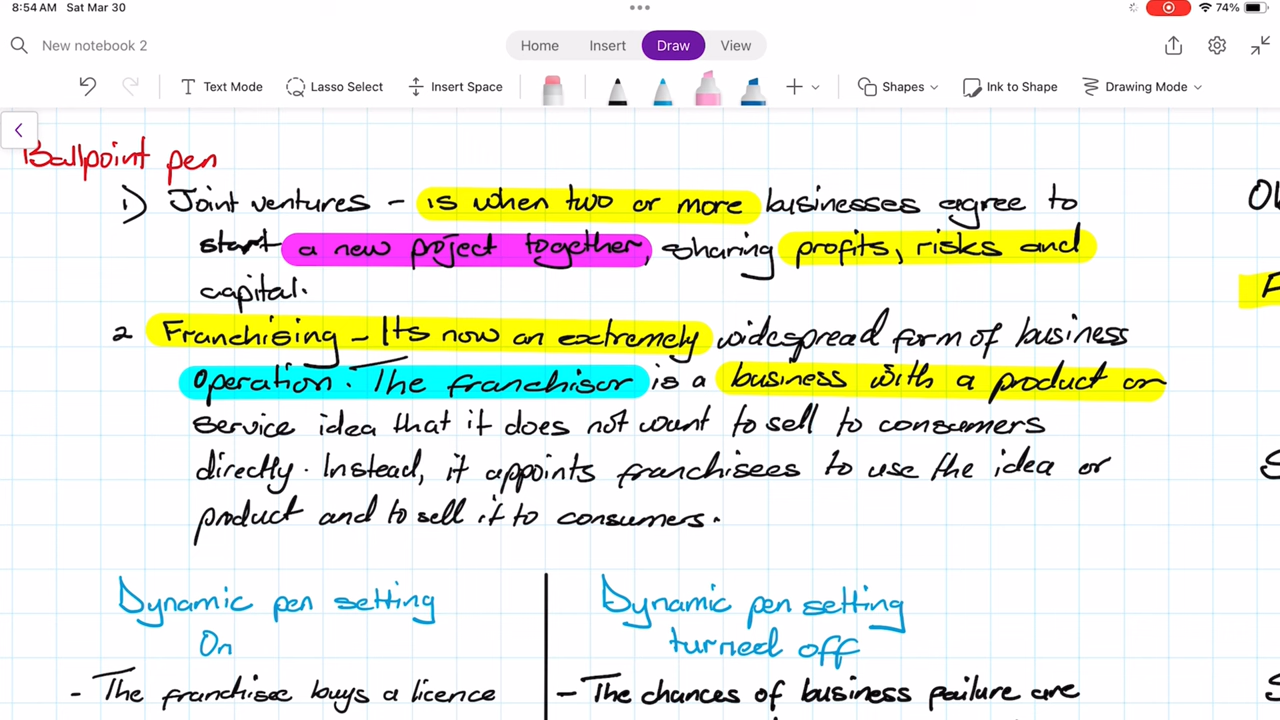 8:54 AM Sat Mar 30
74%
New notebook 2
Home Insert Draw View
Text Mode Lasso Select Insert Space Shapes Ink to Shape Drawing Mode
Ballpoint pen
1) Joint ventures - is when two or more businesses agree to
start a new project together, sharing profits, risks and
capital.
2 Franchising - Its now an extremely widespread form of business
Operation. The franchisor is a business with a product or
service idea that it does not want to sell to consumers
directly. Instead, it appoints franchisees to use the idea or
product and to sell it to consumers.
Dynamic pen setting
On
Dynamic pen setting
turned off
- The franchisee buys a licence
- The chances of business failure are